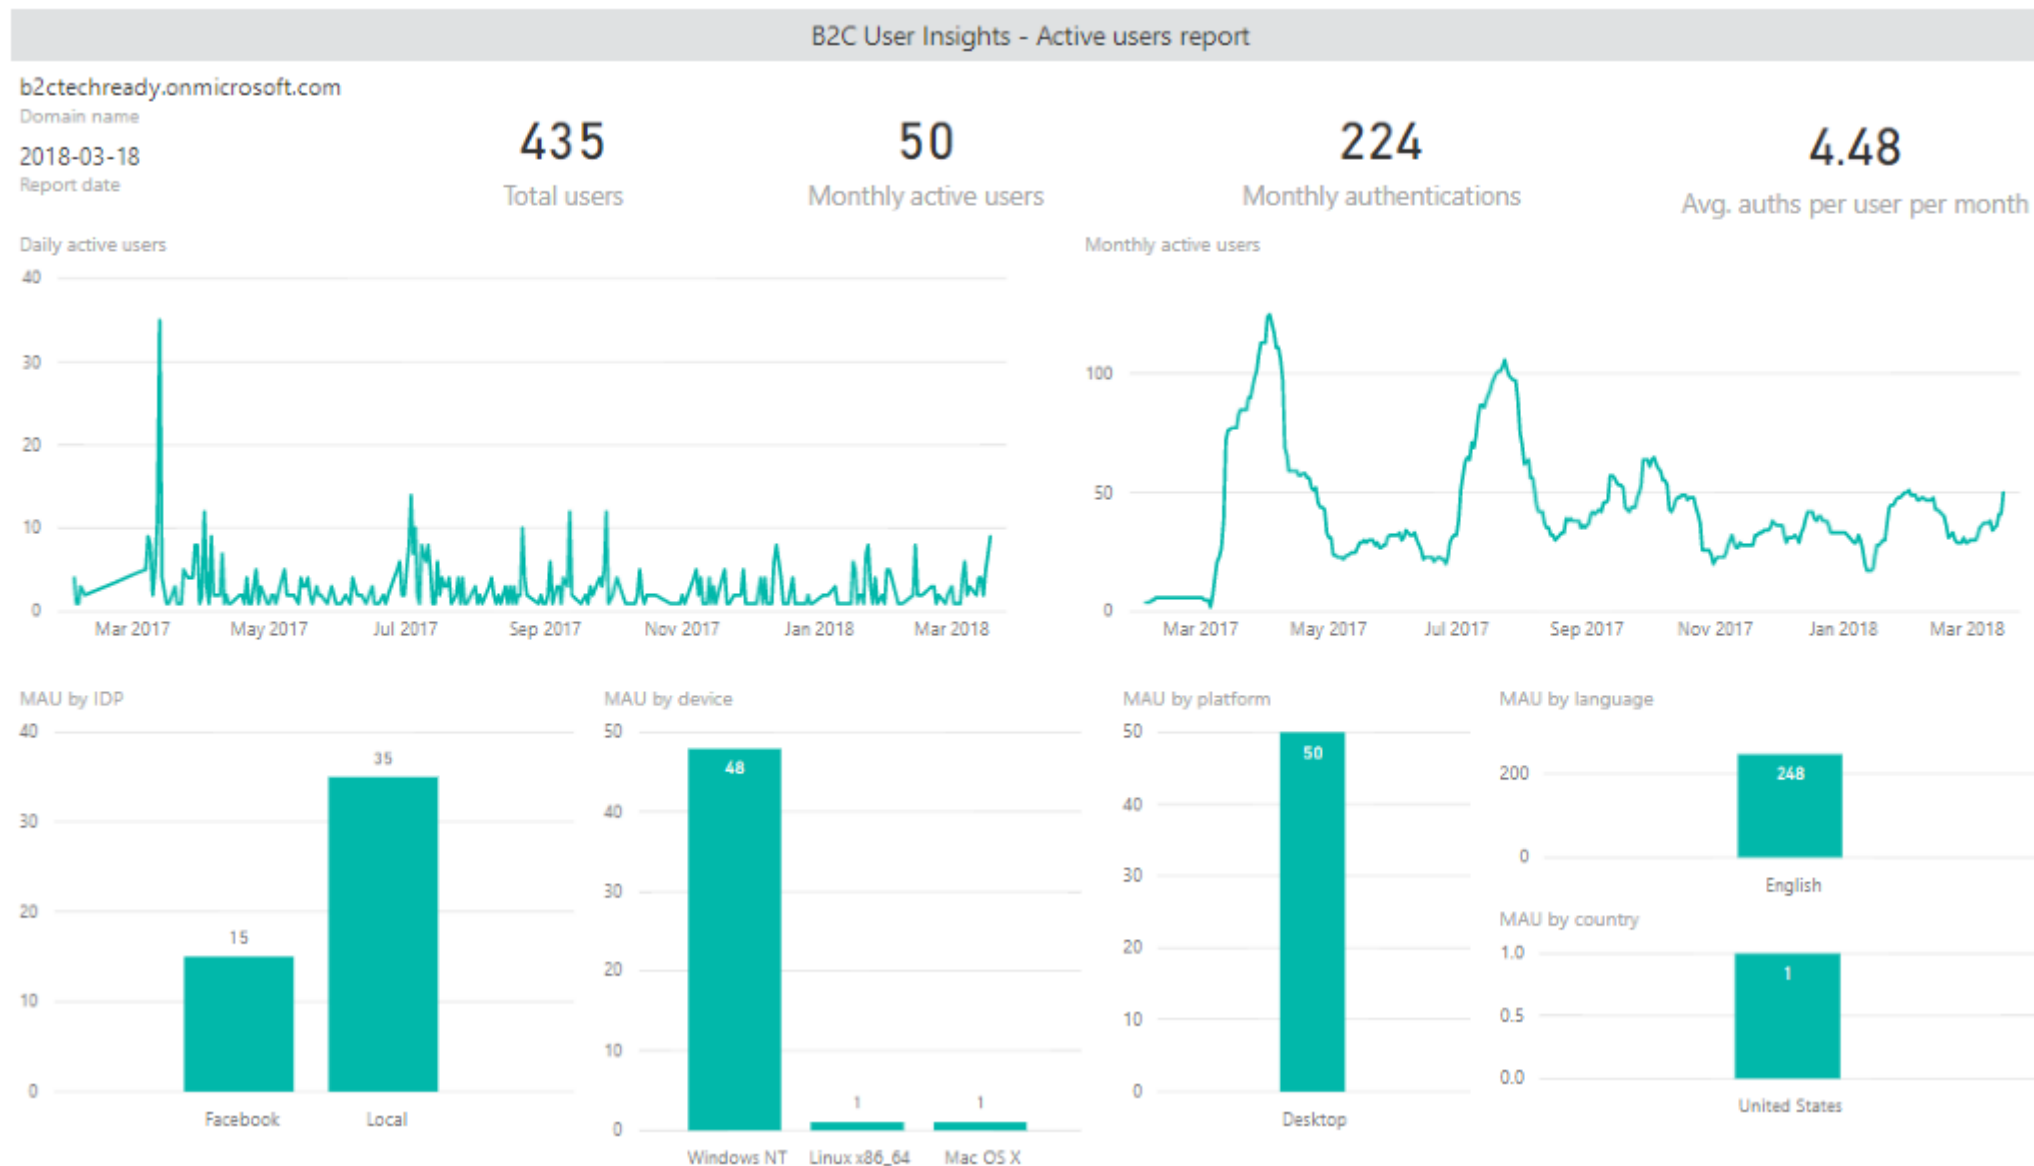 B2C User Insights - Active users report
b2ctechready.onmicrosoft.com
Domain name
2018-03-18
Report date
435
Total users
50
Monthly active users
224
Monthly authentications
4.48
Avg. auths per user per month
Daily active users
40
30
20
10
0
Mar 2017 May 2017 Jul 2017 Sep 2017 Nov 2017 Jan 2018 Mar 2018
Monthly active users
100
50
0
Mar 2017 May 2017 Jul 2017 Sep 2017 Nov 2017 Jan 2018 Mar 2018
MAU by IDP
40
30
20
10
0
15
35
Facebook Local
MAU by device
50
40
30
20
10
0
48
1
1
Windows NT Linux x86_64 Mac OS X
MAU by platform
50
40
30
20
10
0
50
Desktop
MAU by language
200
0
248
English
MAU by country
1.0
0.5
0.0
1
United States